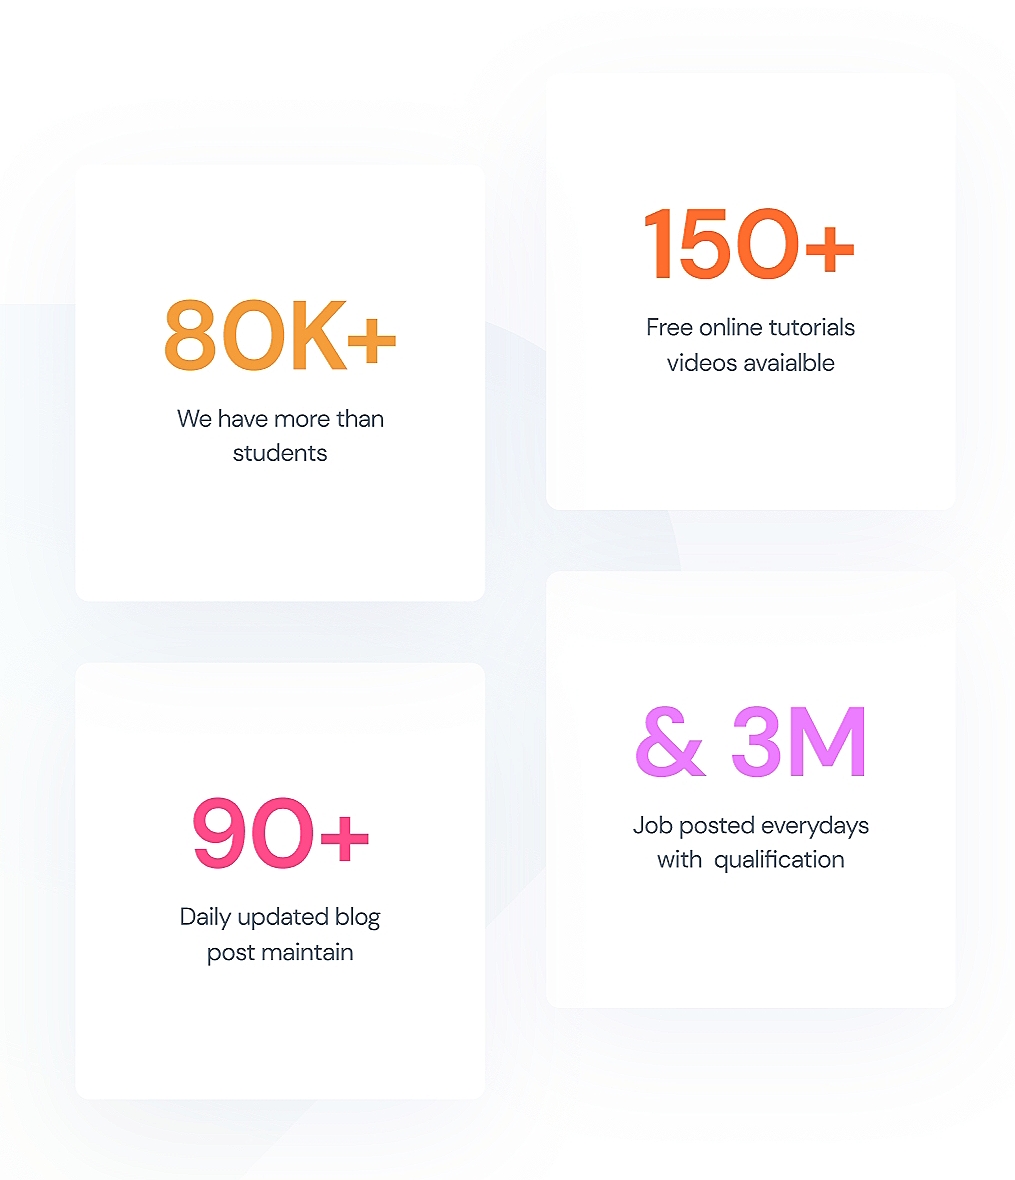 80K+
We have more than
students
150+
Free online tutorials
videos avaialble
90+
Daily updated blog
post maintain
& 3M
Job posted everydays
with  qualification